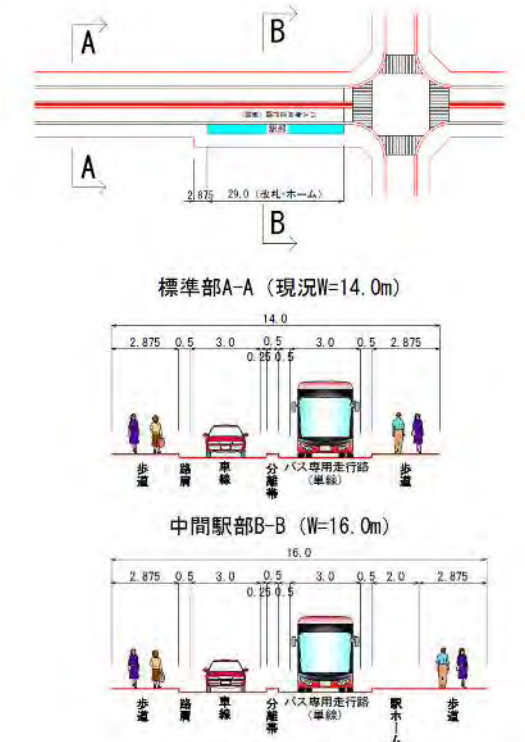 A
B
駅部
A
2.875
29.0 (改札・ホーム)
B
標準部A-A (現況W=14.0m)
14.0
2.875 0.5 3.0 0.5 3.0 0.5 2.875
0.25 0.5
歩道
路肩
車線
分離帯
バス専用走行路
(単線)
歩道
中間駅部B-B (W=16.0m)
16.0
2.875 0.5 3.0 0.5 3.0 0.5 2.0 2.875
0.25 0.5
歩道
路肩
車線
分離帯
バス専用走行路
(単線)
駅ホーム
歩道